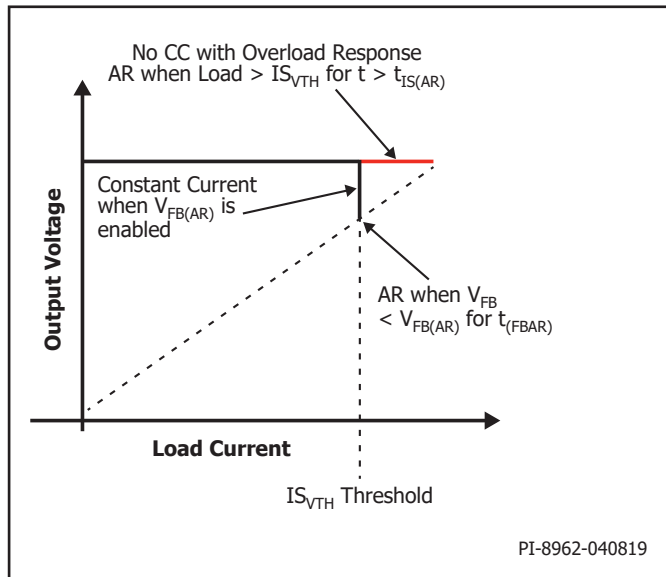 No CC with Overload Response
AR when Load > IS_VTH for t > t_IS(AR)
Constant Current
when V_FB(AR) is
enabled
AR when V_FB
< V_FB(AR) for t_(FBAR)
Output Voltage
Load Current
IS_VTH Threshold
PI-8962-040819